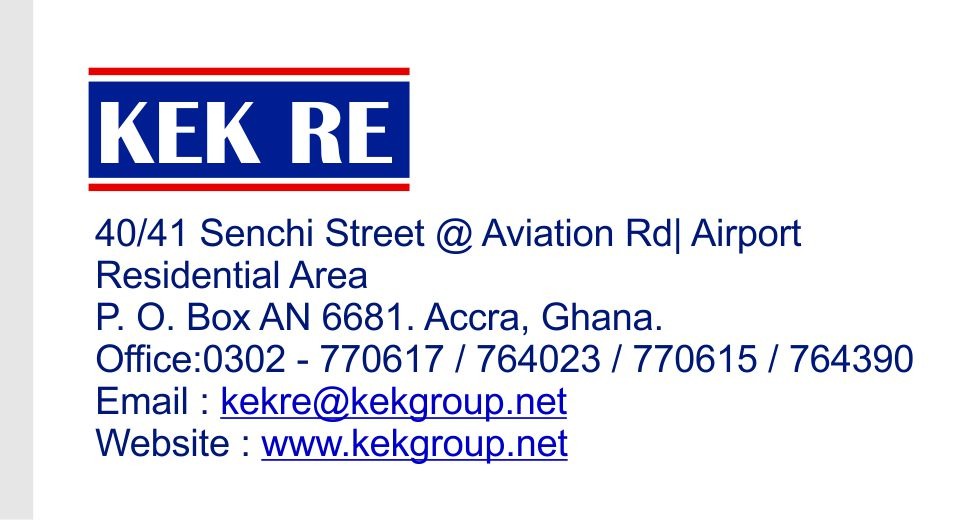 KEK RE
40/41 Senchi Street @ Aviation Rd| Airport
Residential Area
P. O. Box AN 6681. Accra, Ghana.
Office:0302 - 770617 / 764023 / 770615 / 764390
Email : kekre@kekgroup.net
Website : www.kekgroup.net